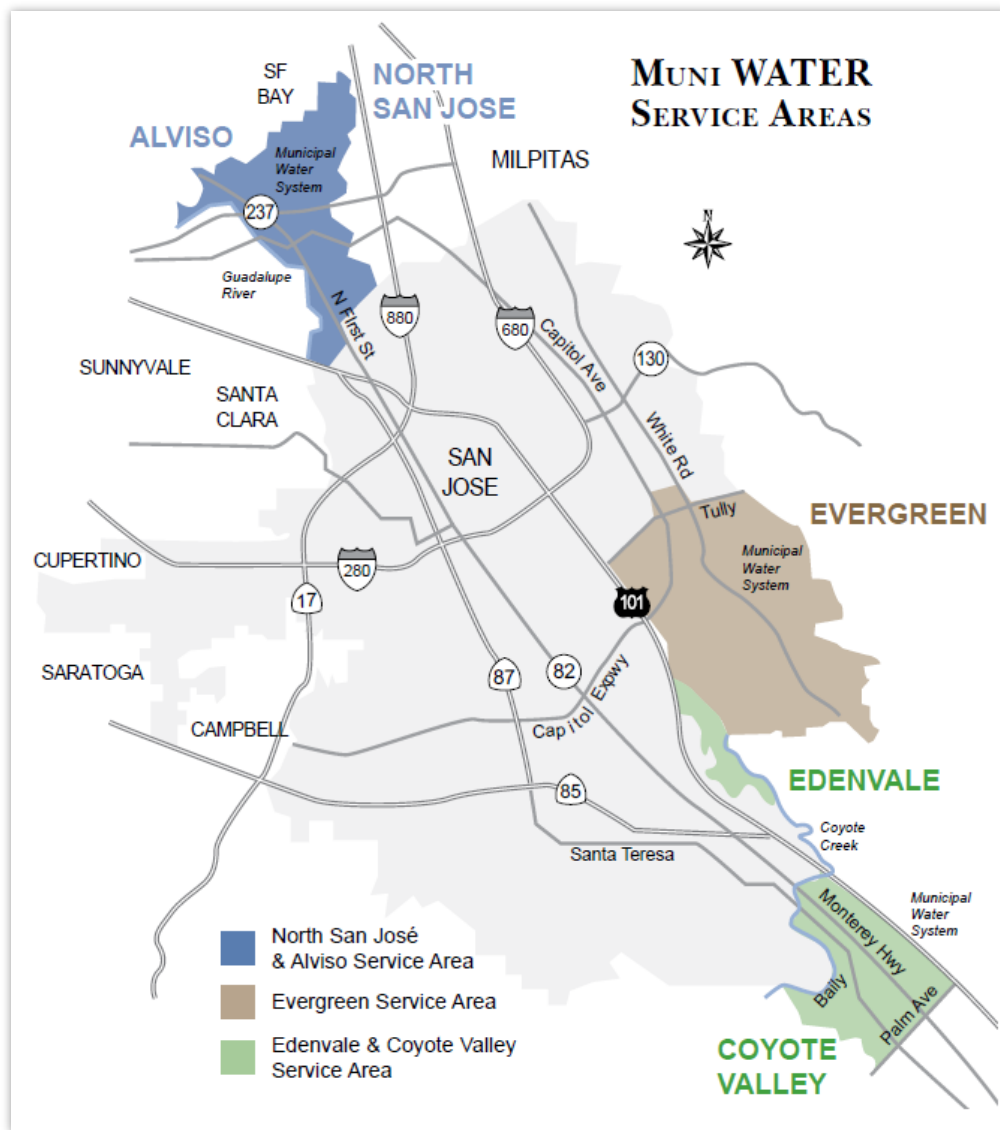 MUNI WATER
SERVICE AREAS
SF
BAY
NORTH
SAN JOSE
ALVISO
Municipal
Water
System
MILPITAS
N
237
Guadalupe
River
N First St
880
680
Capitol Ave
130
SUNNYVALE
SANTA
CLARA
White Rd
SAN
JOSE
Tully
EVERGREEN
Municipal
Water
System
CUPERTINO
280
17
101
SARATOGA
87
82
Capitol Expwy
CAMPBELL
EDENVALE
85
Coyote
Creek
Santa Teresa
Monterey Hwy
Municipal
Water
System
Baily
Palm Ave
COYOTE
VALLEY
North San José
& Alviso Service Area
Evergreen Service Area
Edenvale & Coyote Valley
Service Area